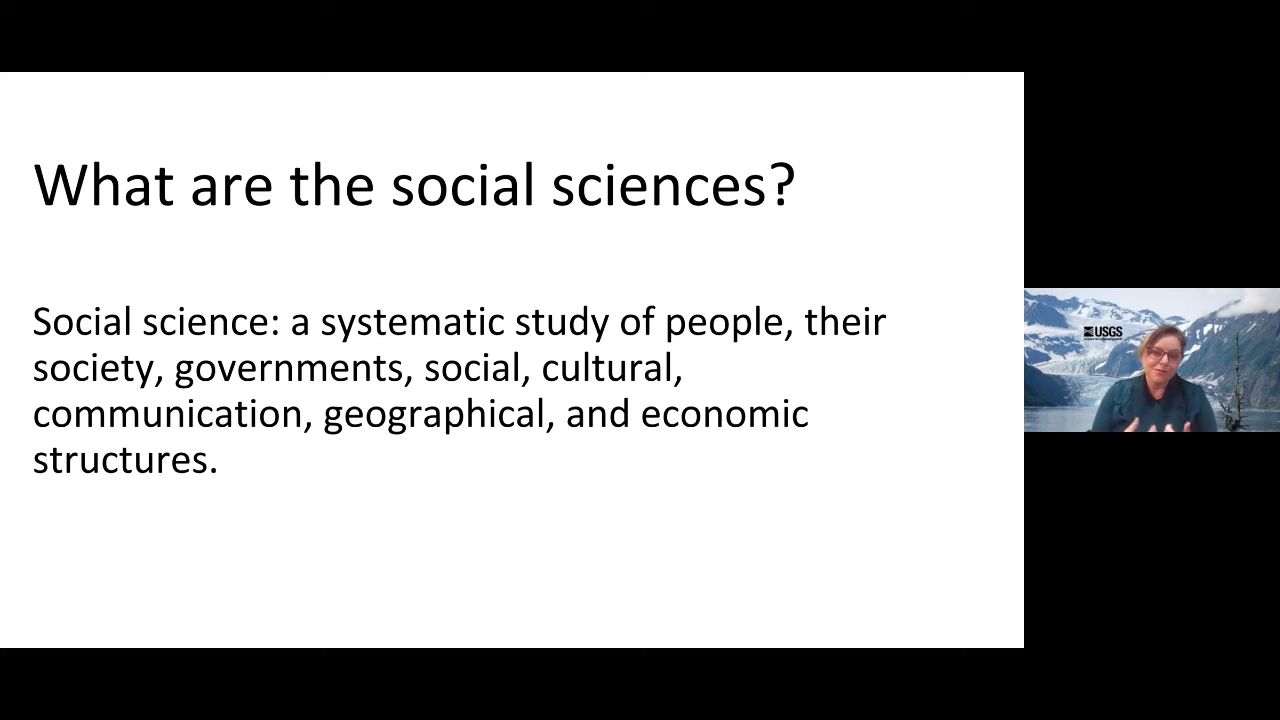 What are the social sciences?
Social science: a systematic study of people, their
society, governments, social, cultural,
communication, geographical, and economic
structures.
USGS